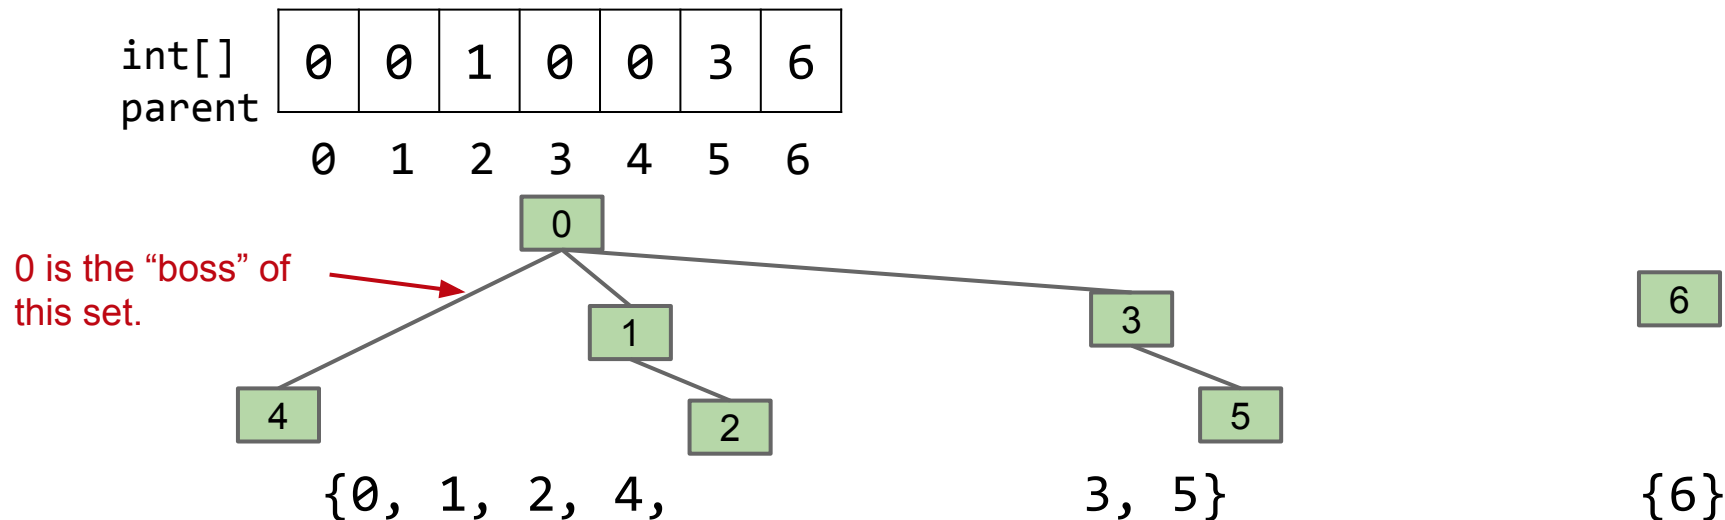 int[]
parent
0 0 1 0 0 3 6
0 1 2 3 4 5 6
0
0 is the “boss” of
this set.
1
3
6
4
2
5
{0, 1, 2, 4, 3, 5} {6}